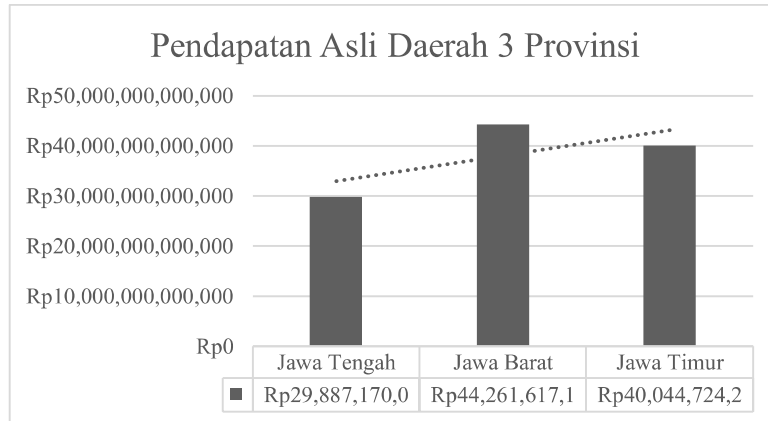 Pendapatan Asli Daerah 3 Provinsi
Rp50,000,000,000,000
Rp40,000,000,000,000
Rp30,000,000,000,000
Rp20,000,000,000,000
Rp10,000,000,000,000
Rp0
Jawa Tengah Jawa Barat Jawa Timur
Rp29,887,170,0 Rp44,261,617,1 Rp40,044,724,2